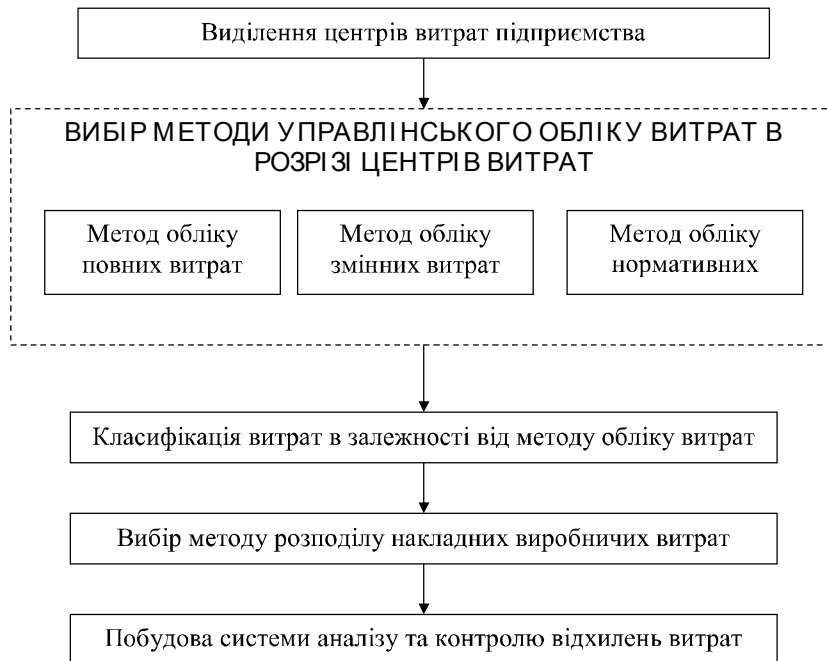 Виділення центрів витрат підприємства
ВИБІР МЕТОДИ УПРАВЛІНСЬКОГО ОБЛІКУ ВИТРАТ В
РОЗРІЗІ ЦЕНТРІВ ВИТРАТ
Метод обліку
повних витрат
Метод обліку
змінних витрат
Метод обліку
нормативних
Класифікація витрат в залежності від методу обліку витрат
Вибір методу розподілу накладних виробничих витрат
Побудова системи аналізу та контролю відхилень витрат